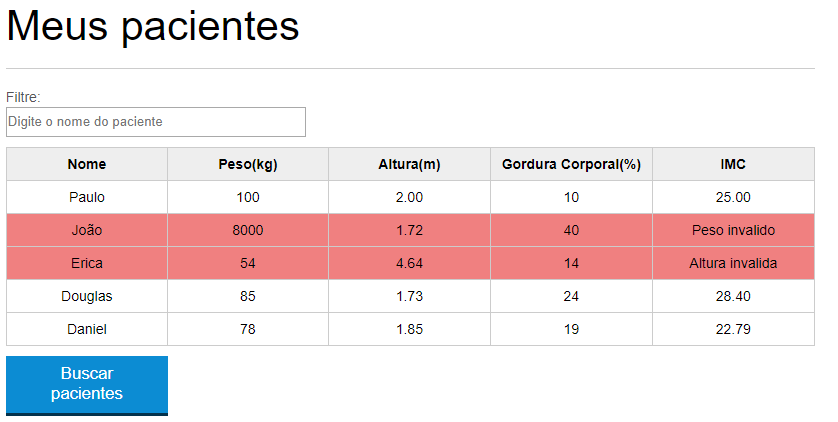 Meus pacientes
Filtre:
Digite o nome do paciente
Nome Peso(kg) Altura(m) Gordura Corporal(%) IMC
Paulo 100 2.00 10 25.00
João 8000 1.72 40 Peso invalido
Erica 54 4.64 14 Altura invalida
Douglas 85 1.73 24 28.40
Daniel 78 1.85 19 22.79
Buscar
pacientes